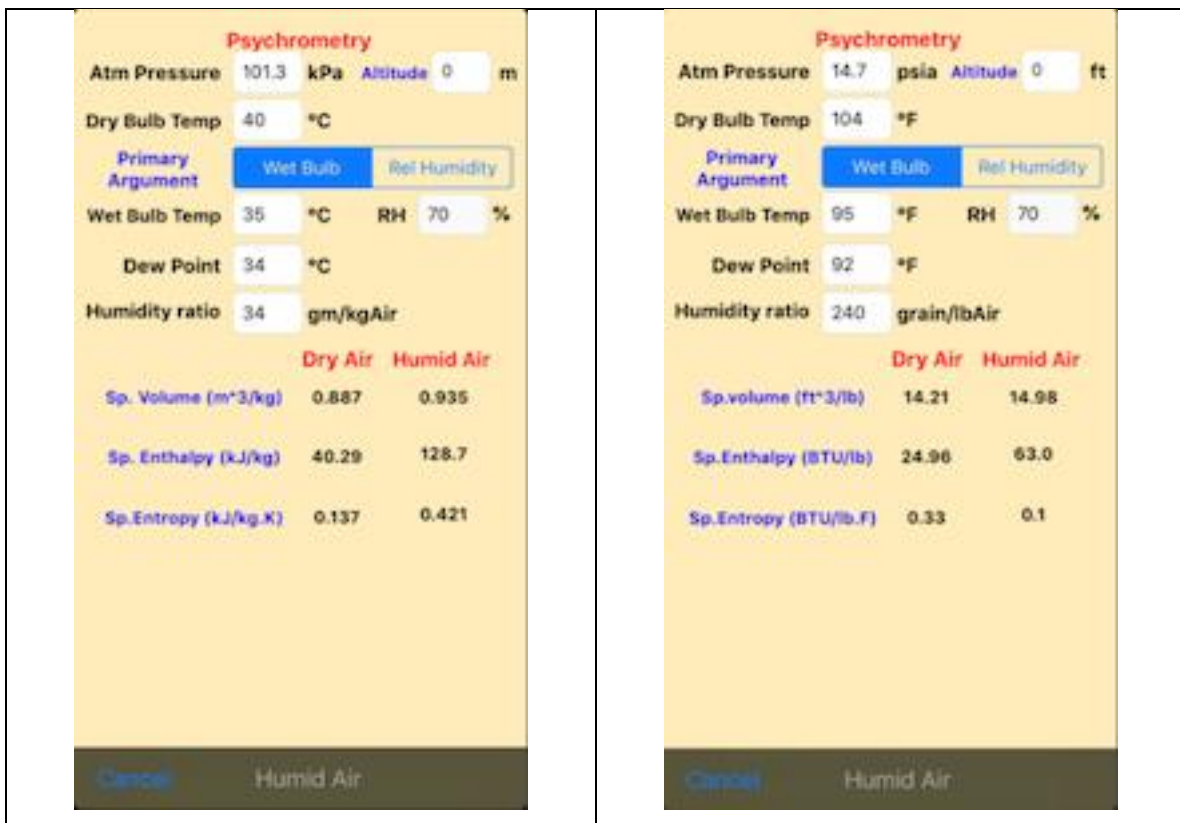 Psychrometry
Atm Pressure 101.3 kPa Altitude 0 m
Dry Bulb Temp 40 °C
Primary Argument Wet Bulb Rel Humidity
Wet Bulb Temp 35 °C RH 70 %
Dew Point 34 °C
Humidity ratio 34 gm/kgAir
Dry Air Humid Air
Sp. Volume (m^3/kg) 0.887 0.935
Sp. Enthalpy (kJ/kg) 40.29 128.7
Sp.Entropy (kJ/kg.K) 0.137 0.421
Cancel Humid Air
Psychrometry
Atm Pressure 14.7 psia Altitude 0 ft
Dry Bulb Temp 104 °F
Primary Argument Wet Bulb Rel Humidity
Wet Bulb Temp 95 °F RH 70 %
Dew Point 92 °F
Humidity ratio 240 grain/lbAir
Dry Air Humid Air
Sp.volume (ft^3/lb) 14.21 14.98
Sp.Enthalpy (BTU/lb) 24.96 63.0
Sp.Entropy (BTU/lb.F) 0.33 0.1
Cancel Humid Air